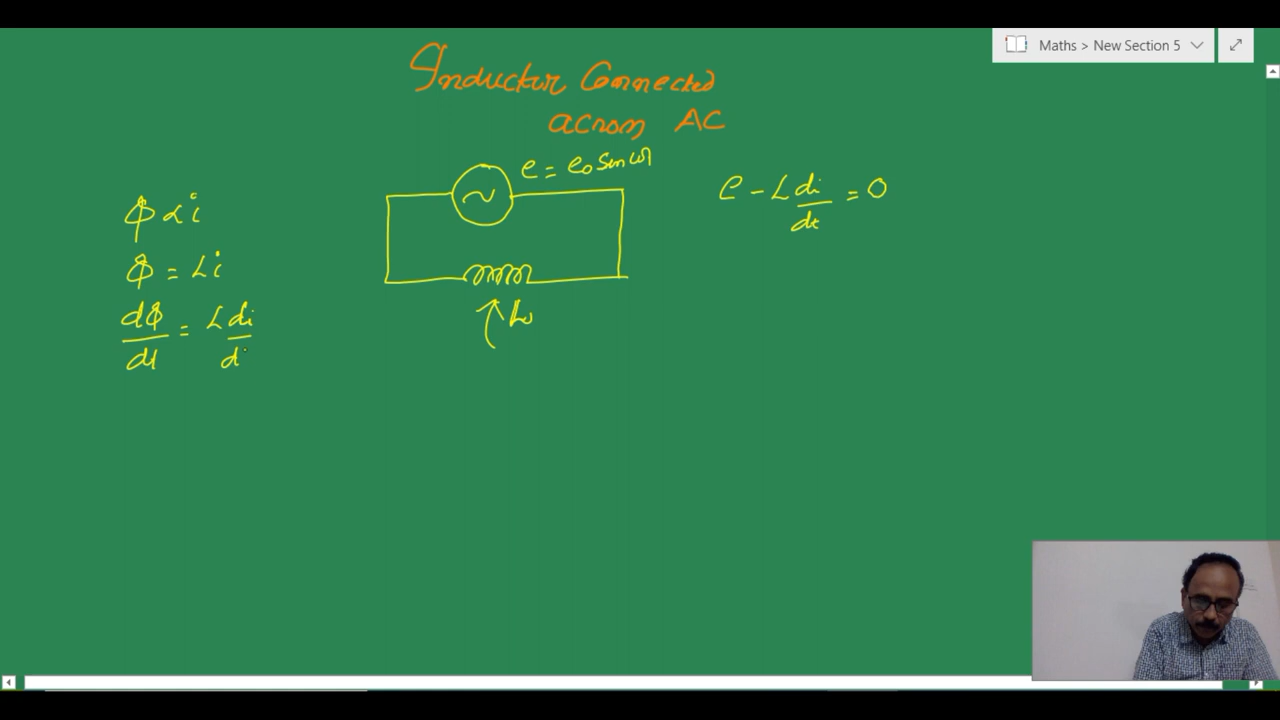 Maths > New Section 5
Inductor Connected
across AC
e = e₀ sin ωt
ϕ ∝ i
ϕ = Li
dϕ/dt = L di/d
e - L di/dt = 0
L